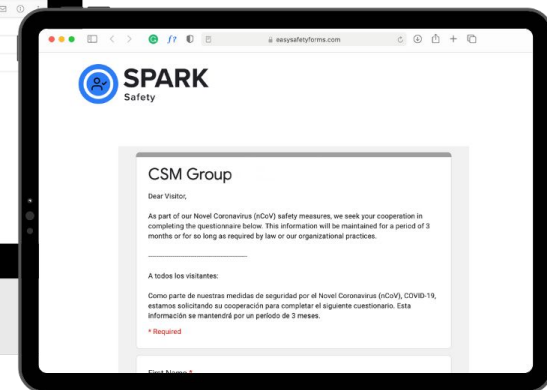 easysafetyforms.com
SPARK
Safety
CSM Group
Dear Visitor,
As part of our Novel Coronavirus (nCoV) safety measures, we seek your cooperation in
completing the questionnaire below. This information will be maintained for a period of 3
months or for so long as required by law or our organizational practices.
A todos los visitantes:
Como parte de nuestras medidas de seguridad por el Novel Coronavirus (nCoV), COVID-19,
estamos solicitando su cooperación para completar el siguiente cuestionario. Esta
información se mantendrá por un período de 3 meses.
* Required
First Name *